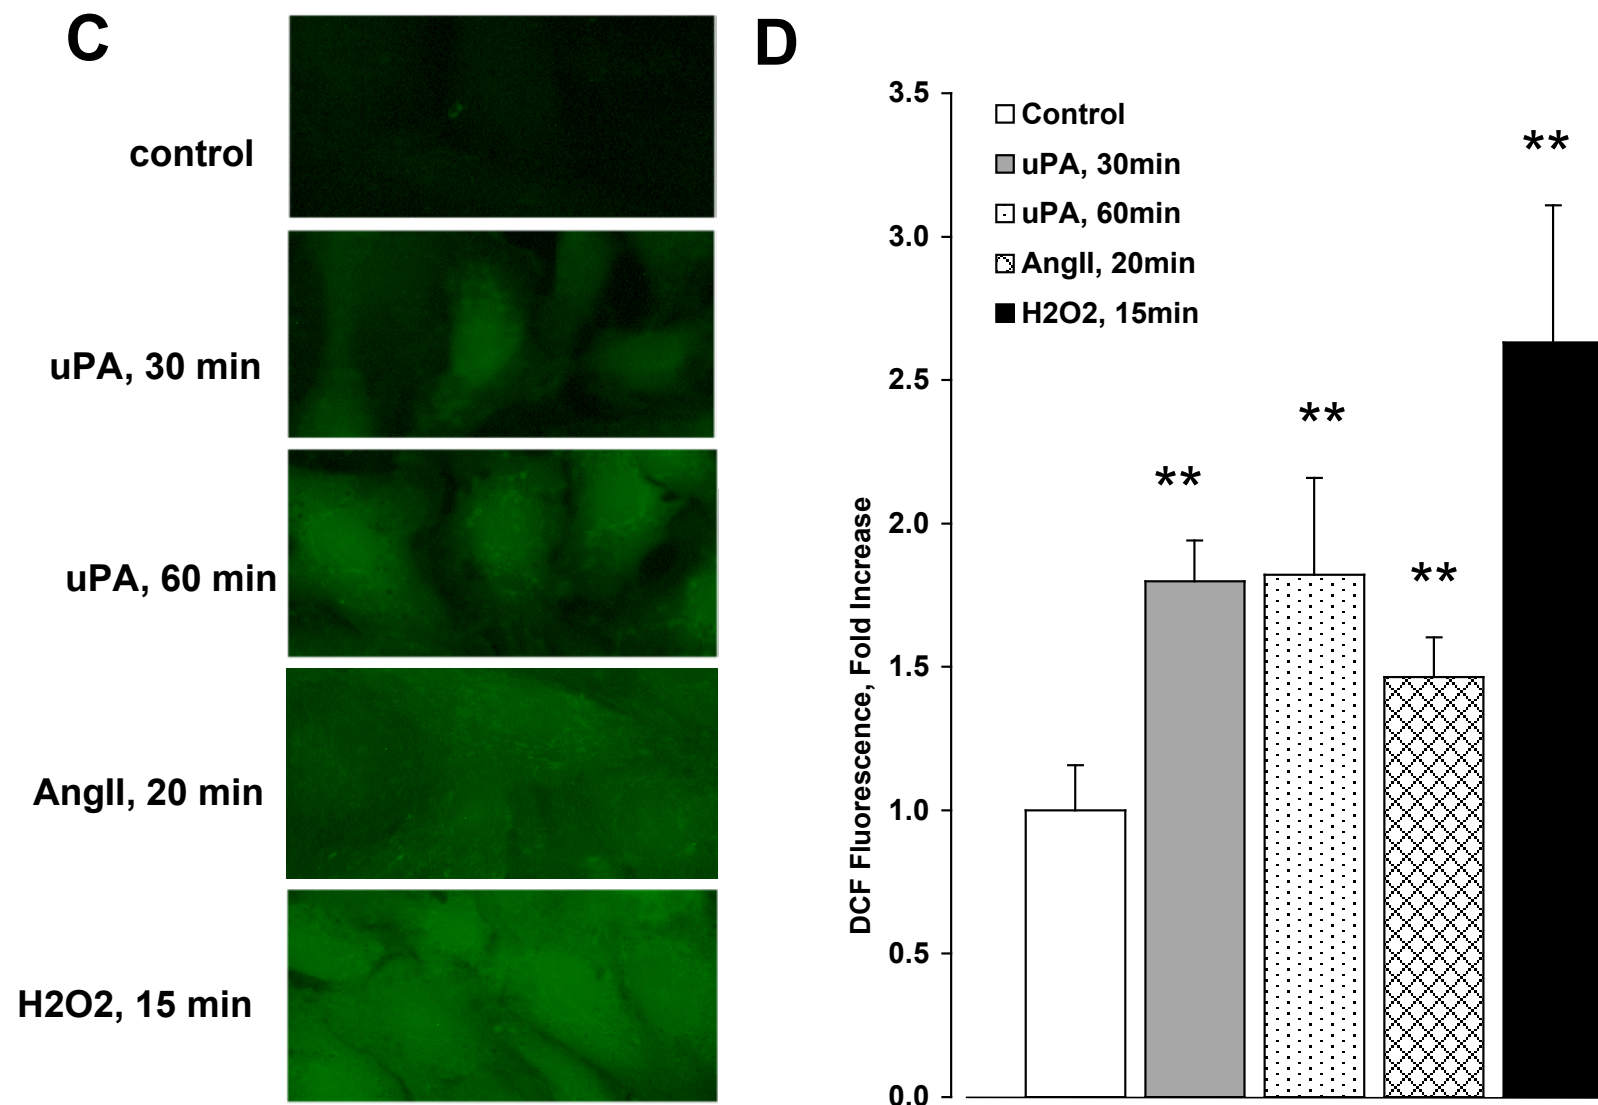 C
control
uPA, 30 min
uPA, 60 min
AngII, 20 min
H2O2, 15 min
D
DCF Fluorescence, Fold Increase
3.5
3.0
2.5
2.0
1.5
1.0
0.5
0.0
Control
uPA, 30min
uPA, 60min
AngII, 20min
H2O2, 15min
**
**
**
**